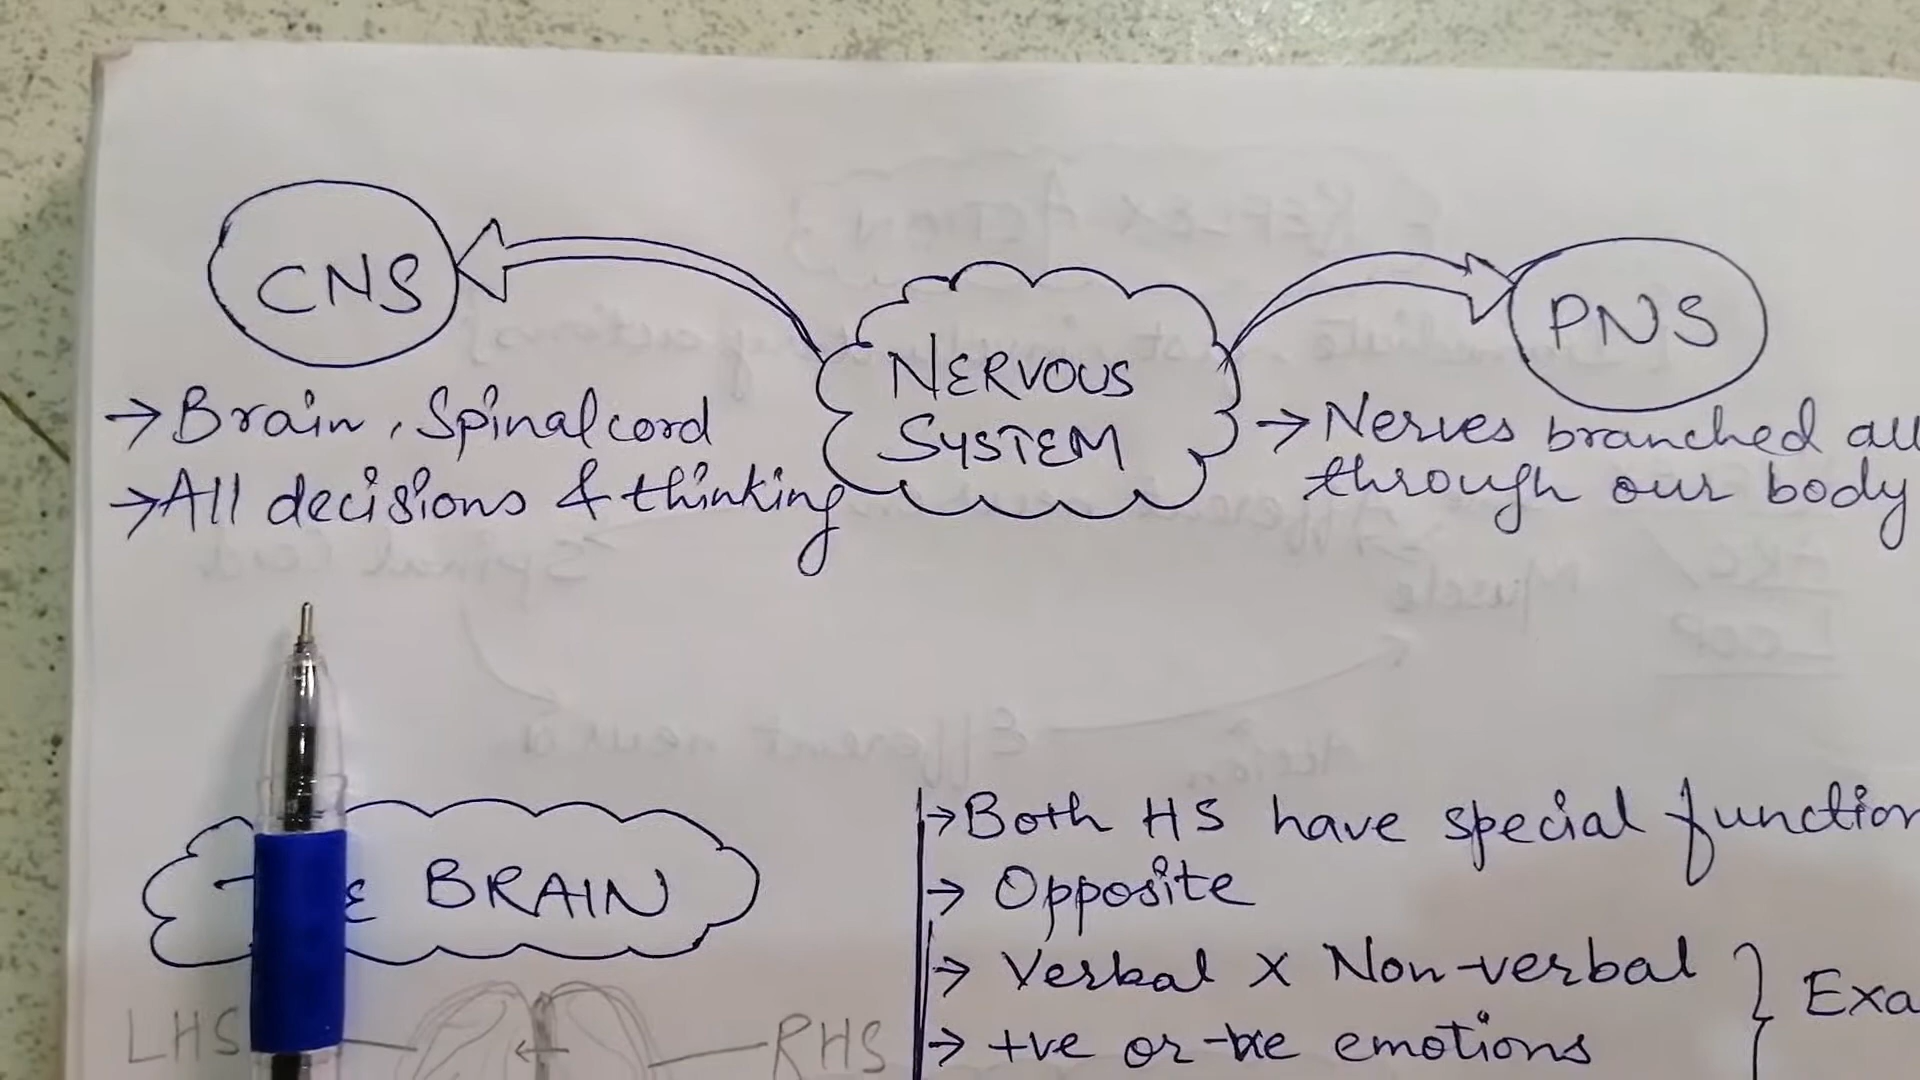 CNS
NERVOUS
SYSTEM
PNS
→ Brain, Spinal cord
→ All decisions & thinking
→ Nerves branched all
through our body
BRAIN
LHS
RHS
→ Both HS have special function
→ Opposite
→ Verbal X Non-verbal
→ +ve or -ve emotions